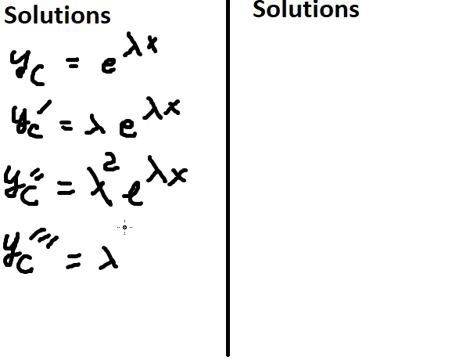 Solutions
y_c = e^{λx}
y_c' = λ e^{λx}
y_c'' = λ^2 e^{λx}
y_c''' = λ
Solutions